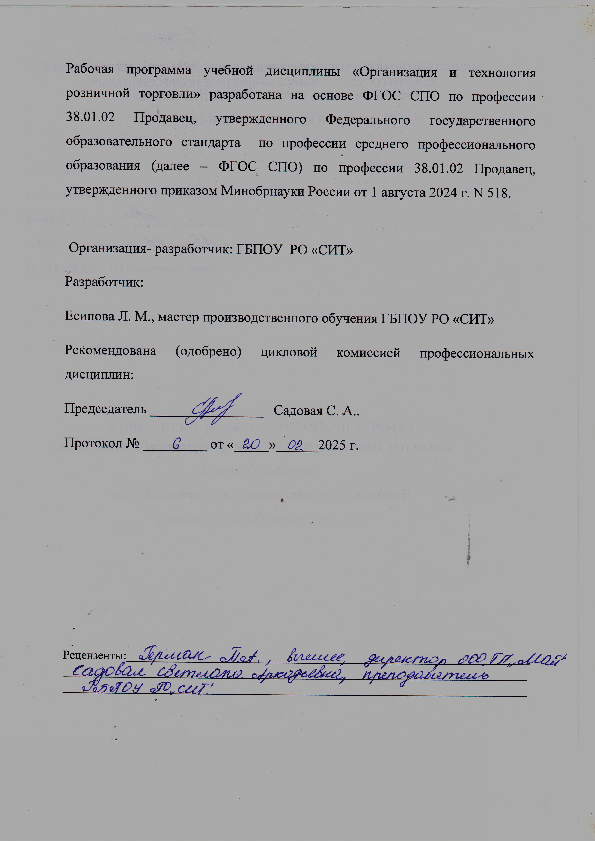 Рабочая программа учебной дисциплины «Организация и технология
розничной торговли» разработана на основе ФГОС СПО по профессии
38.01.02 Продавец, утвержденного Федерального государственного
образовательного стандарта по профессии среднего профессионального
образования (далее – ФГОС СПО) по профессии 38.01.02 Продавец,
утвержденного приказом Минобрнауки России от 1 августа 2024 г. N 518.
Организация- разработчик: ГБПОУ РО «СИТ»
Разработчик:
Есипова Л. М., мастер производственного обучения ГБПОУ РО «СИТ»
Рекомендована (одобрено) цикловой комиссией профессиональных
дисциплин:
Председатель Садовая С. А..
Протокол № 6 от «20» 02 2025 г.
Рецензенты: Герман , высшее, директор ООО ТП „Май"
Садовая Светлана Аркадьевна, преподаватель
ГБПОУ РО „СИТ"